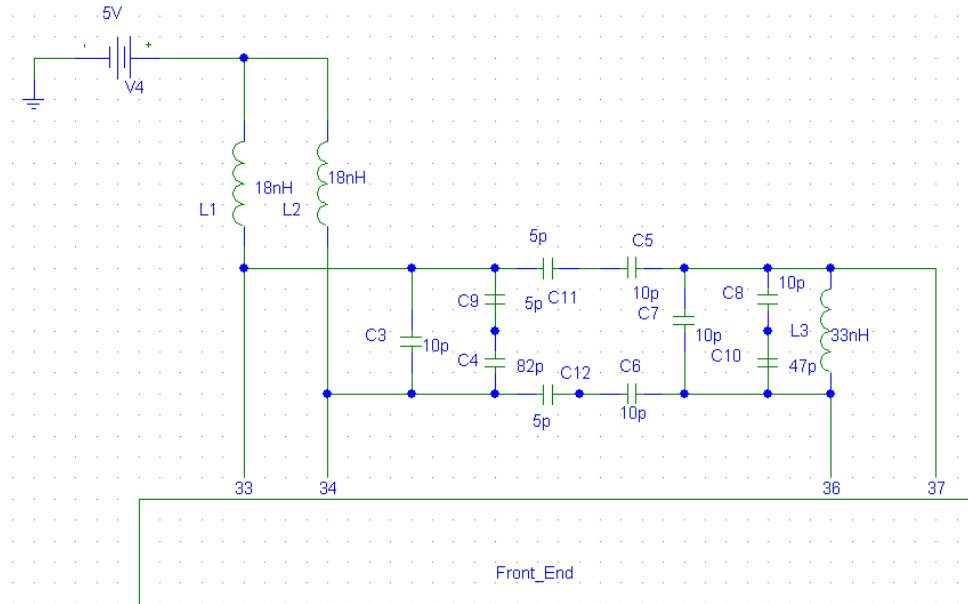 5V
- +
V4
18nH 18nH
L1 L2
5p C5
C9 5p C11 10p C8 10p
C7
C3 10p 10p L3 33nH
C4 82p C12 C6 C10 47p
5p 10p
33 34 36 37
Front_End